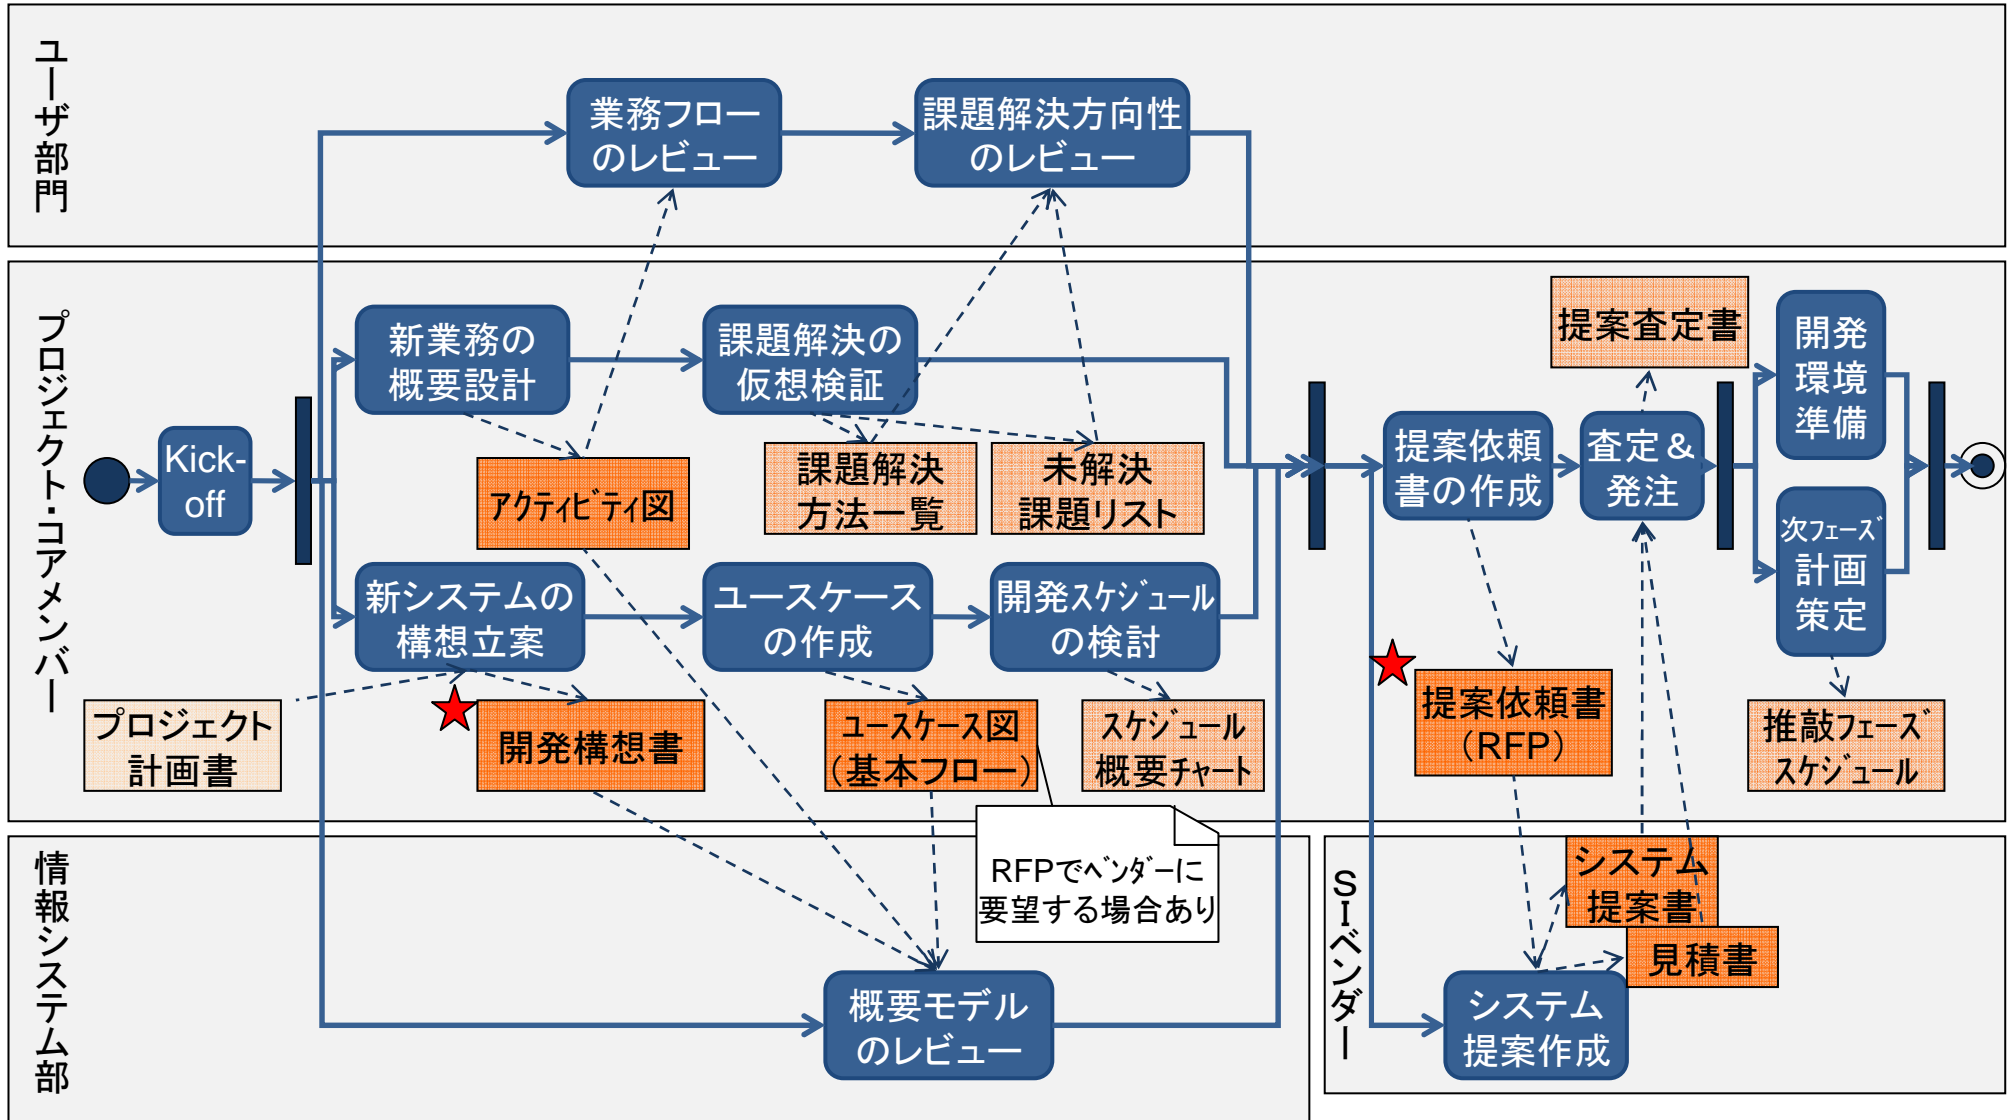 ユーザ部門
業務フロー
のレビュー
課題解決方向性
のレビュー
プロジェクト・コアメンバー
Kick-
off
新業務の
概要設計
課題解決の
仮想検証
アクティビティ図
課題解決
方法一覧
未解決
課題リスト
新システムの
構想立案
ユースケース
の作成
開発スケジュール
の検討
プロジェクト
計画書
開発構想書
ユースケース図
(基本フロー)
スケジュール
概要チャート
提案査定書
提案依頼
書の作成
査定&
発注
開発
環境
準備
次フェーズ
計画
策定
提案依頼書
(RFP)
推敲フェーズ
スケジュール
情報システム部
RFPでベンダーに
要望する場合あり
概要モデル
のレビュー
SIベンダー
システム
提案書
見積書
システム
提案作成